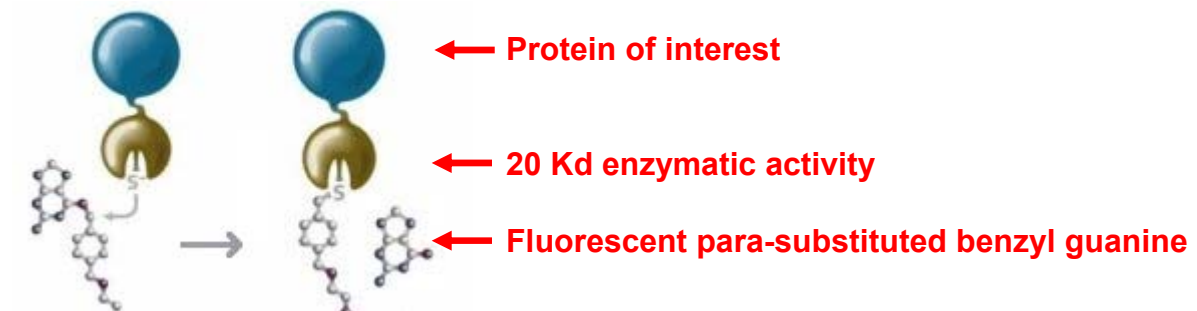 Protein of interest
20 Kd enzymatic activity
S⁻
S
Fluorescent para-substituted benzyl guanine